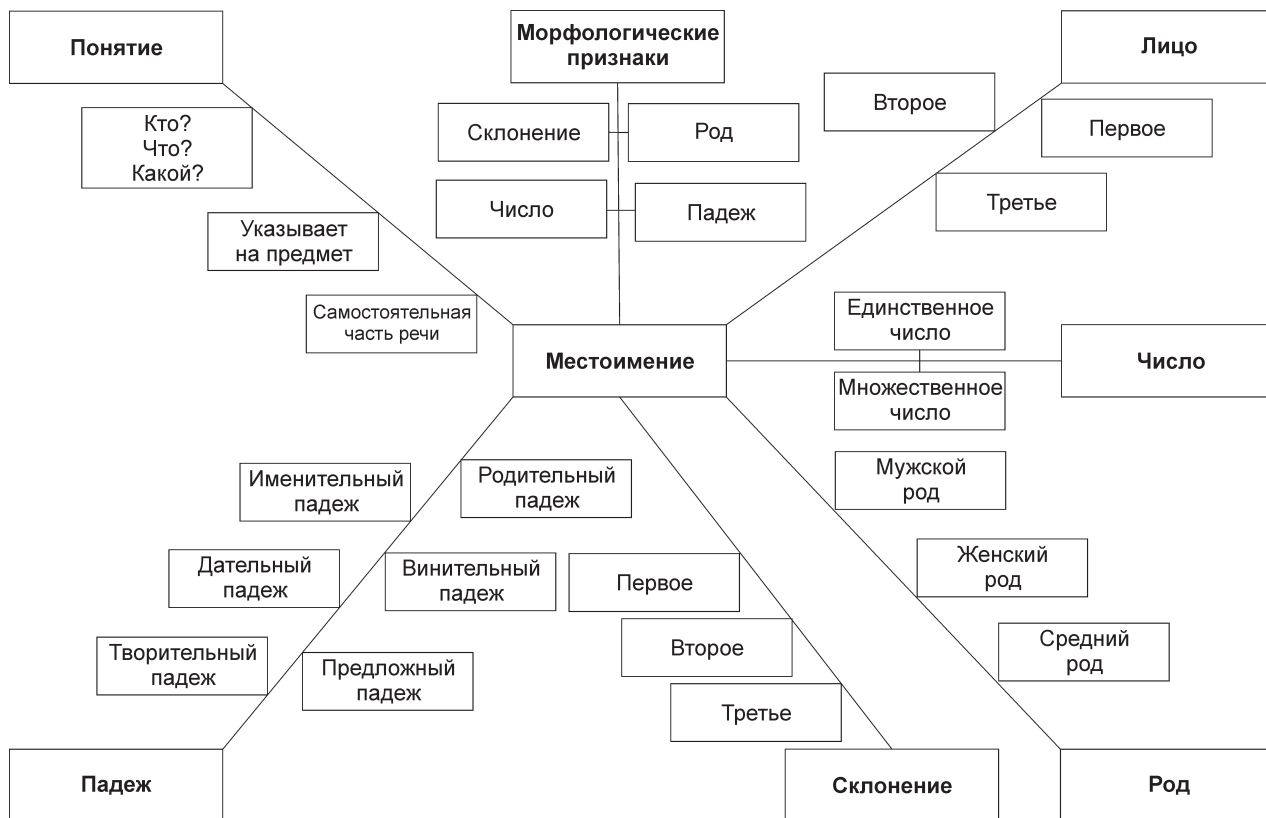 Понятие
Морфологические
признаки
Лицо
Кто?
Что?
Какой?
Склонение
Род
Второе
Первое
Число
Падеж
Третье
Указывает
на предмет
Самостоятельная
часть речи
Местоимение
Единственное
число
Множественное
число
Число
Именительный
падеж
Родительный
падеж
Мужской
род
Дательный
падеж
Винительный
падеж
Первое
Женский
род
Творительный
падеж
Предложный
падеж
Второе
Средний
род
Третье
Падеж
Склонение
Род